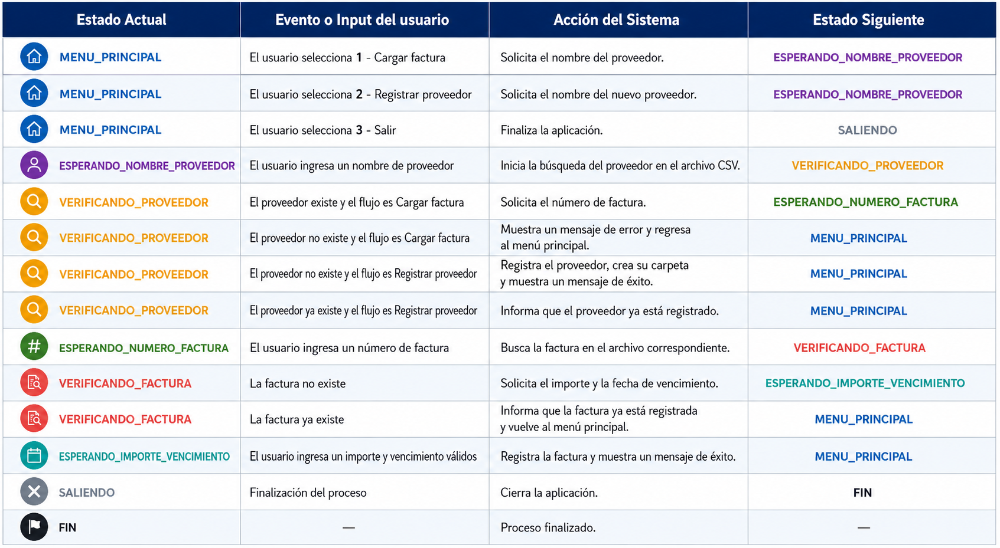 Estado Actual
Evento o Input del usuario
Acción del Sistema
Estado Siguiente
MENU_PRINCIPAL
El usuario selecciona 1 - Cargar factura
Solicita el nombre del proveedor.
ESPERANDO_NOMBRE_PROVEEDOR
MENU_PRINCIPAL
El usuario selecciona 2 - Registrar proveedor
Solicita el nombre del nuevo proveedor.
ESPERANDO_NOMBRE_PROVEEDOR
MENU_PRINCIPAL
El usuario selecciona 3 - Salir
Finaliza la aplicación.
SALIENDO
ESPERANDO_NOMBRE_PROVEEDOR
El usuario ingresa un nombre de proveedor
Inicia la búsqueda del proveedor en el archivo CSV.
VERIFICANDO_PROVEEDOR
VERIFICANDO_PROVEEDOR
El proveedor existe y el flujo es Cargar factura
Solicita el número de factura.
ESPERANDO_NUMERO_FACTURA
VERIFICANDO_PROVEEDOR
El proveedor no existe y el flujo es Cargar factura
Muestra un mensaje de error y regresa
al menú principal.
MENU_PRINCIPAL
VERIFICANDO_PROVEEDOR
El proveedor no existe y el flujo es Registrar proveedor
Registra el proveedor, crea su carpeta
y muestra un mensaje de éxito.
MENU_PRINCIPAL
VERIFICANDO_PROVEEDOR
El proveedor ya existe y el flujo es Registrar proveedor
Informa que el proveedor ya está registrado.
MENU_PRINCIPAL
#
ESPERANDO_NUMERO_FACTURA
El usuario ingresa un número de factura
Busca la factura en el archivo correspondiente.
VERIFICANDO_FACTURA
VERIFICANDO_FACTURA
La factura no existe
Solicita el importe y la fecha de vencimiento.
ESPERANDO_IMPORTE_VENCIMIENTO
VERIFICANDO_FACTURA
La factura ya existe
Informa que la factura ya está registrada
y vuelve al menú principal.
MENU_PRINCIPAL
ESPERANDO_IMPORTE_VENCIMIENTO
El usuario ingresa un importe y vencimiento válidos
Registra la factura y muestra un mensaje de éxito.
MENU_PRINCIPAL
SALIENDO
Finalización del proceso
Cierra la aplicación.
FIN
FIN
—
Proceso finalizado.
—